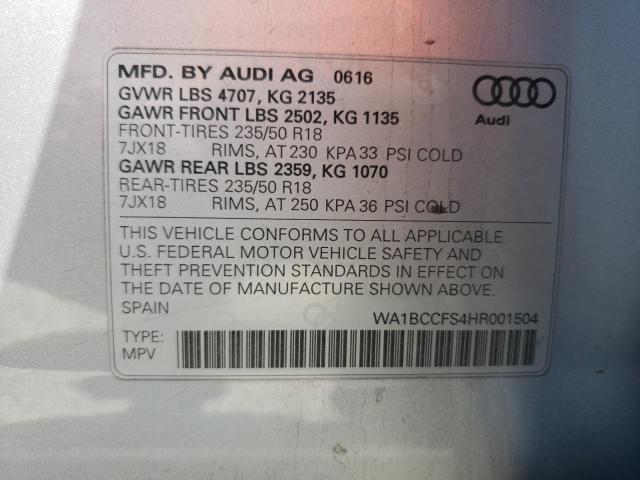 MFD. BY AUDI AG 0616
GVWR LBS 4707, KG 2135
GAWR FRONT LBS 2502, KG 1135
FRONT-TIRES 235/50 R18
7JX18 RIMS, AT 230 KPA 33 PSI COLD
GAWR REAR LBS 2359, KG 1070
REAR-TIRES 235/50 R18
7JX18 RIMS, AT 250 KPA 36 PSI COLD
Audi
THIS VEHICLE CONFORMS TO ALL APPLICABLE
U.S. FEDERAL MOTOR VEHICLE SAFETY AND
THEFT PREVENTION STANDARDS IN EFFECT ON
THE DATE OF MANUFACTURE SHOWN ABOVE.
SPAIN
WA1BCCFS4HR001504
TYPE:
MPV